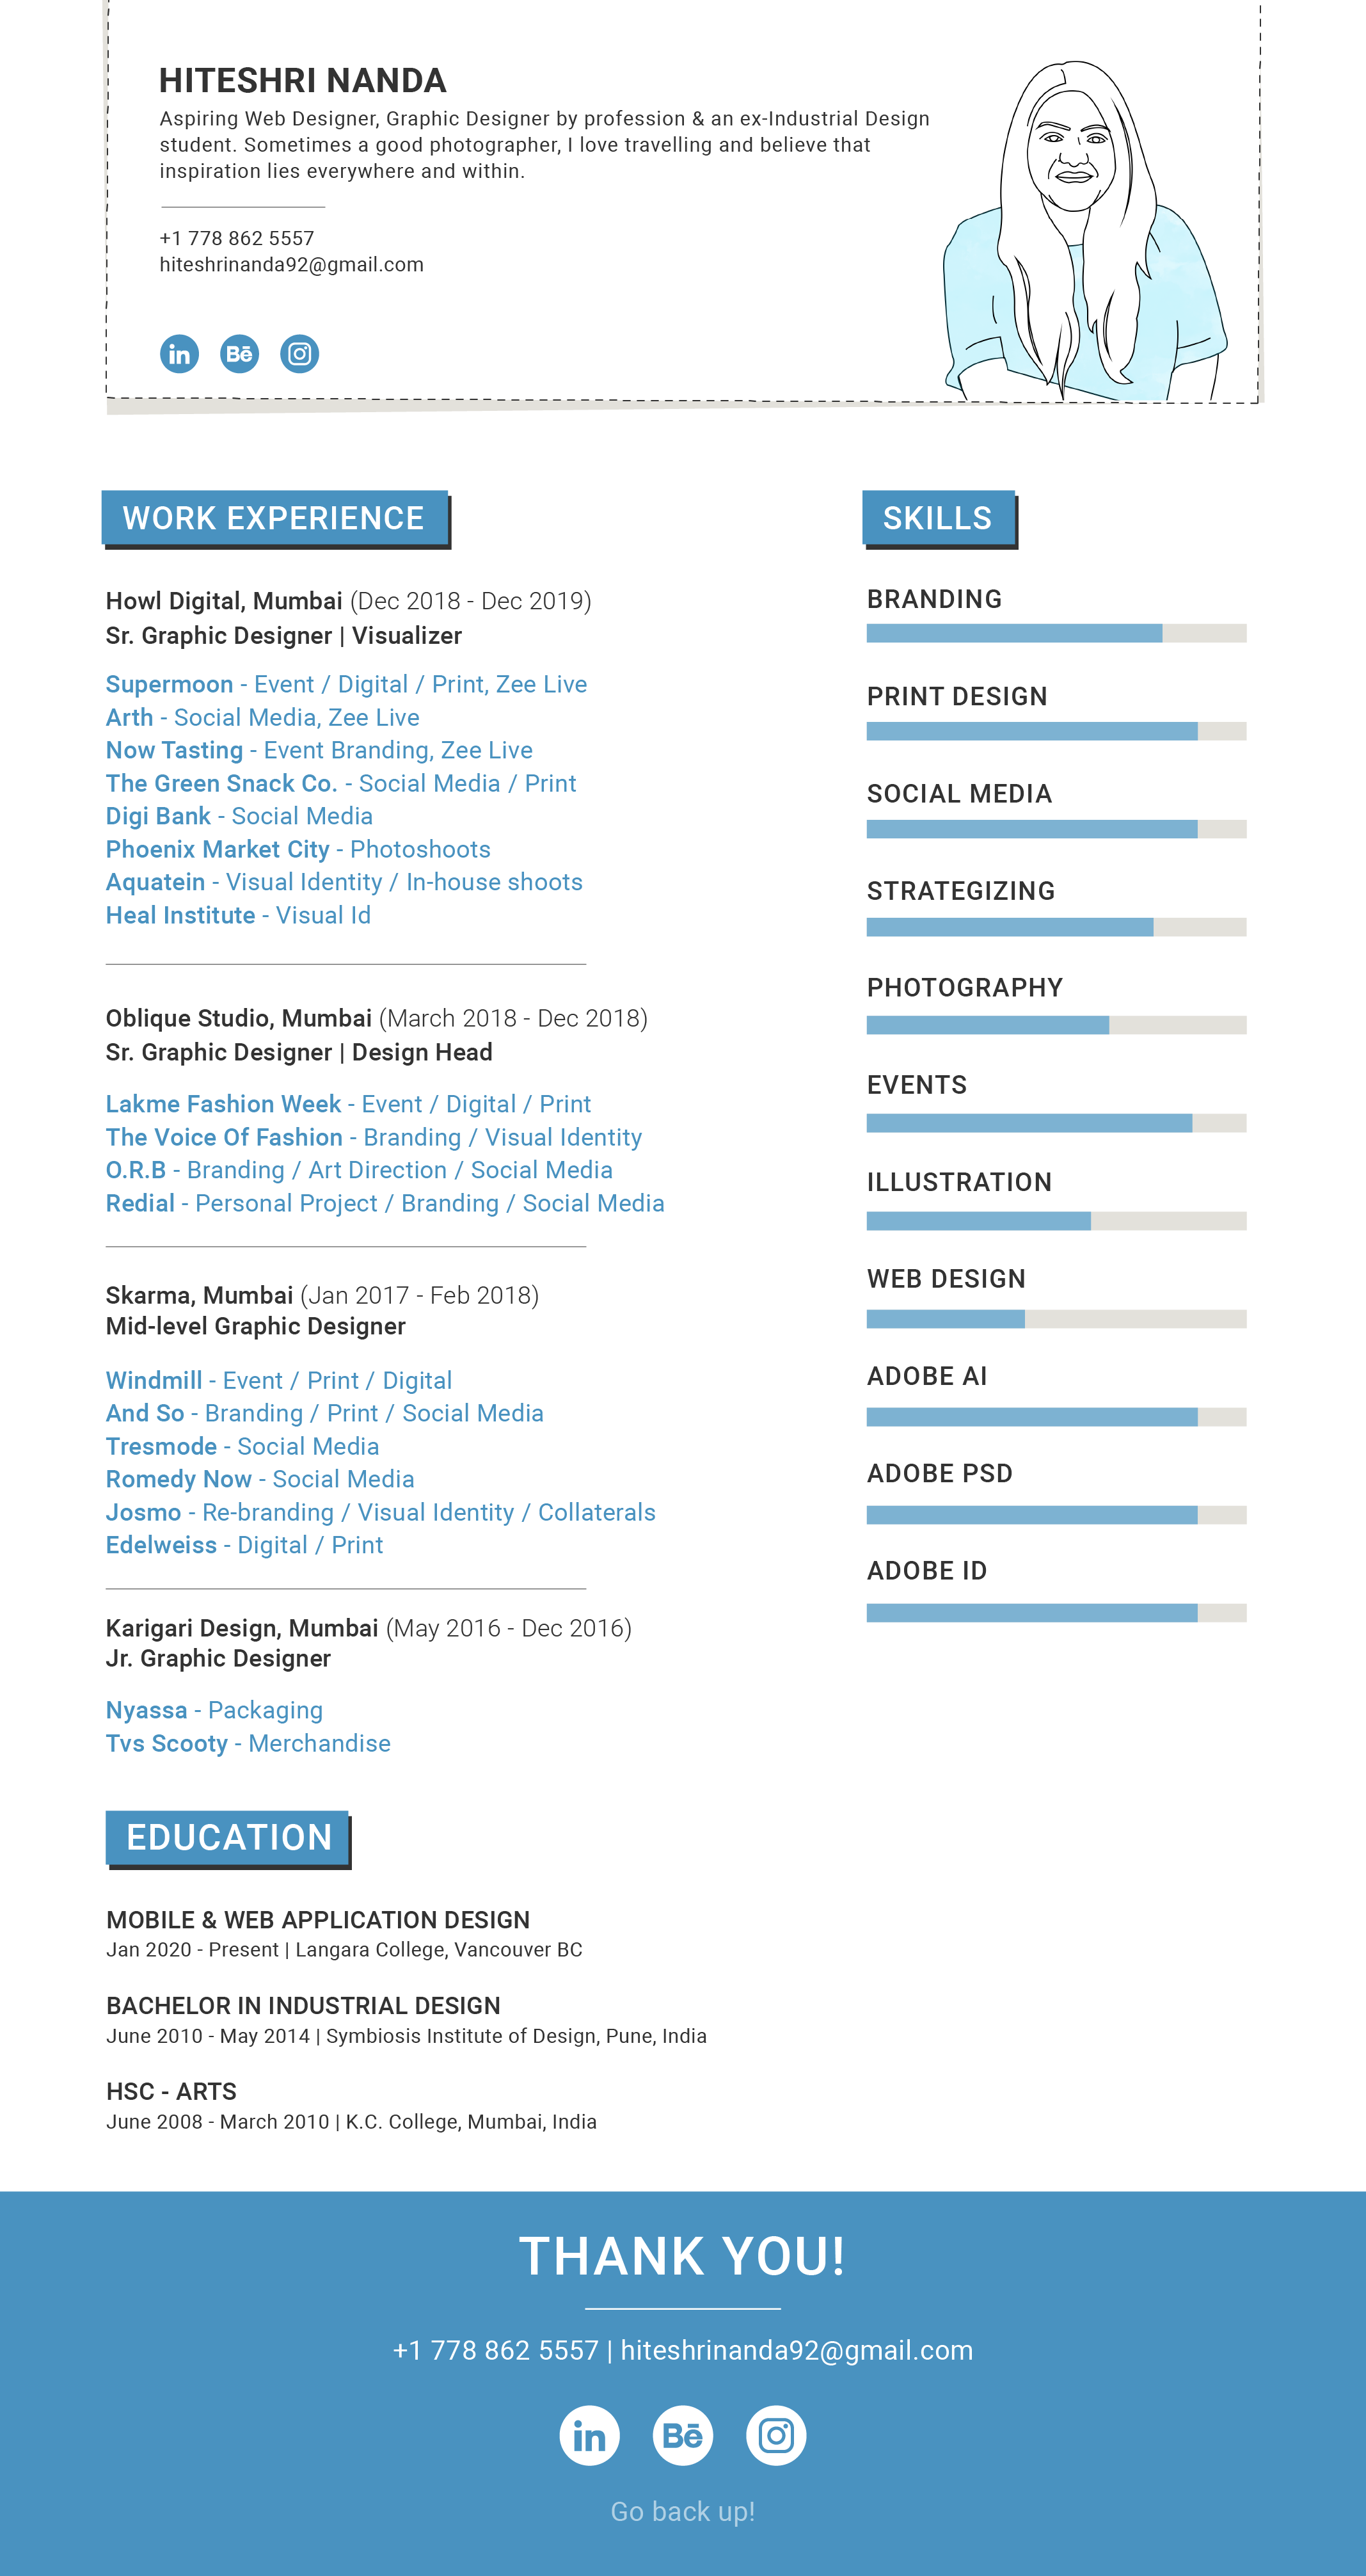 HITESHRI NANDA
Aspiring Web Designer, Graphic Designer by profession & an ex-Industrial Design
student. Sometimes a good photographer, I love travelling and believe that
inspiration lies everywhere and within.
+1 778 862 5557
hiteshrinanda92@gmail.com
in Bē
WORK EXPERIENCE
Howl Digital, Mumbai (Dec 2018 - Dec 2019)
Sr. Graphic Designer | Visualizer
Supermoon - Event / Digital / Print, Zee Live
Arth - Social Media, Zee Live
Now Tasting - Event Branding, Zee Live
The Green Snack Co. - Social Media / Print
Digi Bank - Social Media
Phoenix Market City - Photoshoots
Aquatein - Visual Identity / In-house shoots
Heal Institute - Visual Id
Oblique Studio, Mumbai (March 2018 - Dec 2018)
Sr. Graphic Designer | Design Head
Lakme Fashion Week - Event / Digital / Print
The Voice Of Fashion - Branding / Visual Identity
O.R.B - Branding / Art Direction / Social Media
Redial - Personal Project / Branding / Social Media
Skarma, Mumbai (Jan 2017 - Feb 2018)
Mid-level Graphic Designer
Windmill - Event / Print / Digital
And So - Branding / Print / Social Media
Tresmode - Social Media
Romedy Now - Social Media
Josmo - Re-branding / Visual Identity / Collaterals
Edelweiss - Digital / Print
Karigari Design, Mumbai (May 2016 - Dec 2016)
Jr. Graphic Designer
Nyassa - Packaging
Tvs Scooty - Merchandise
SKILLS
BRANDING
PRINT DESIGN
SOCIAL MEDIA
STRATEGIZING
PHOTOGRAPHY
EVENTS
ILLUSTRATION
WEB DESIGN
ADOBE AI
ADOBE PSD
ADOBE ID
EDUCATION
MOBILE & WEB APPLICATION DESIGN
Jan 2020 - Present | Langara College, Vancouver BC
BACHELOR IN INDUSTRIAL DESIGN
June 2010 - May 2014 | Symbiosis Institute of Design, Pune, India
HSC - ARTS
June 2008 - March 2010 | K.C. College, Mumbai, India
THANK YOU!
+1 778 862 5557 | hiteshrinanda92@gmail.com
in Bē
Go back up!